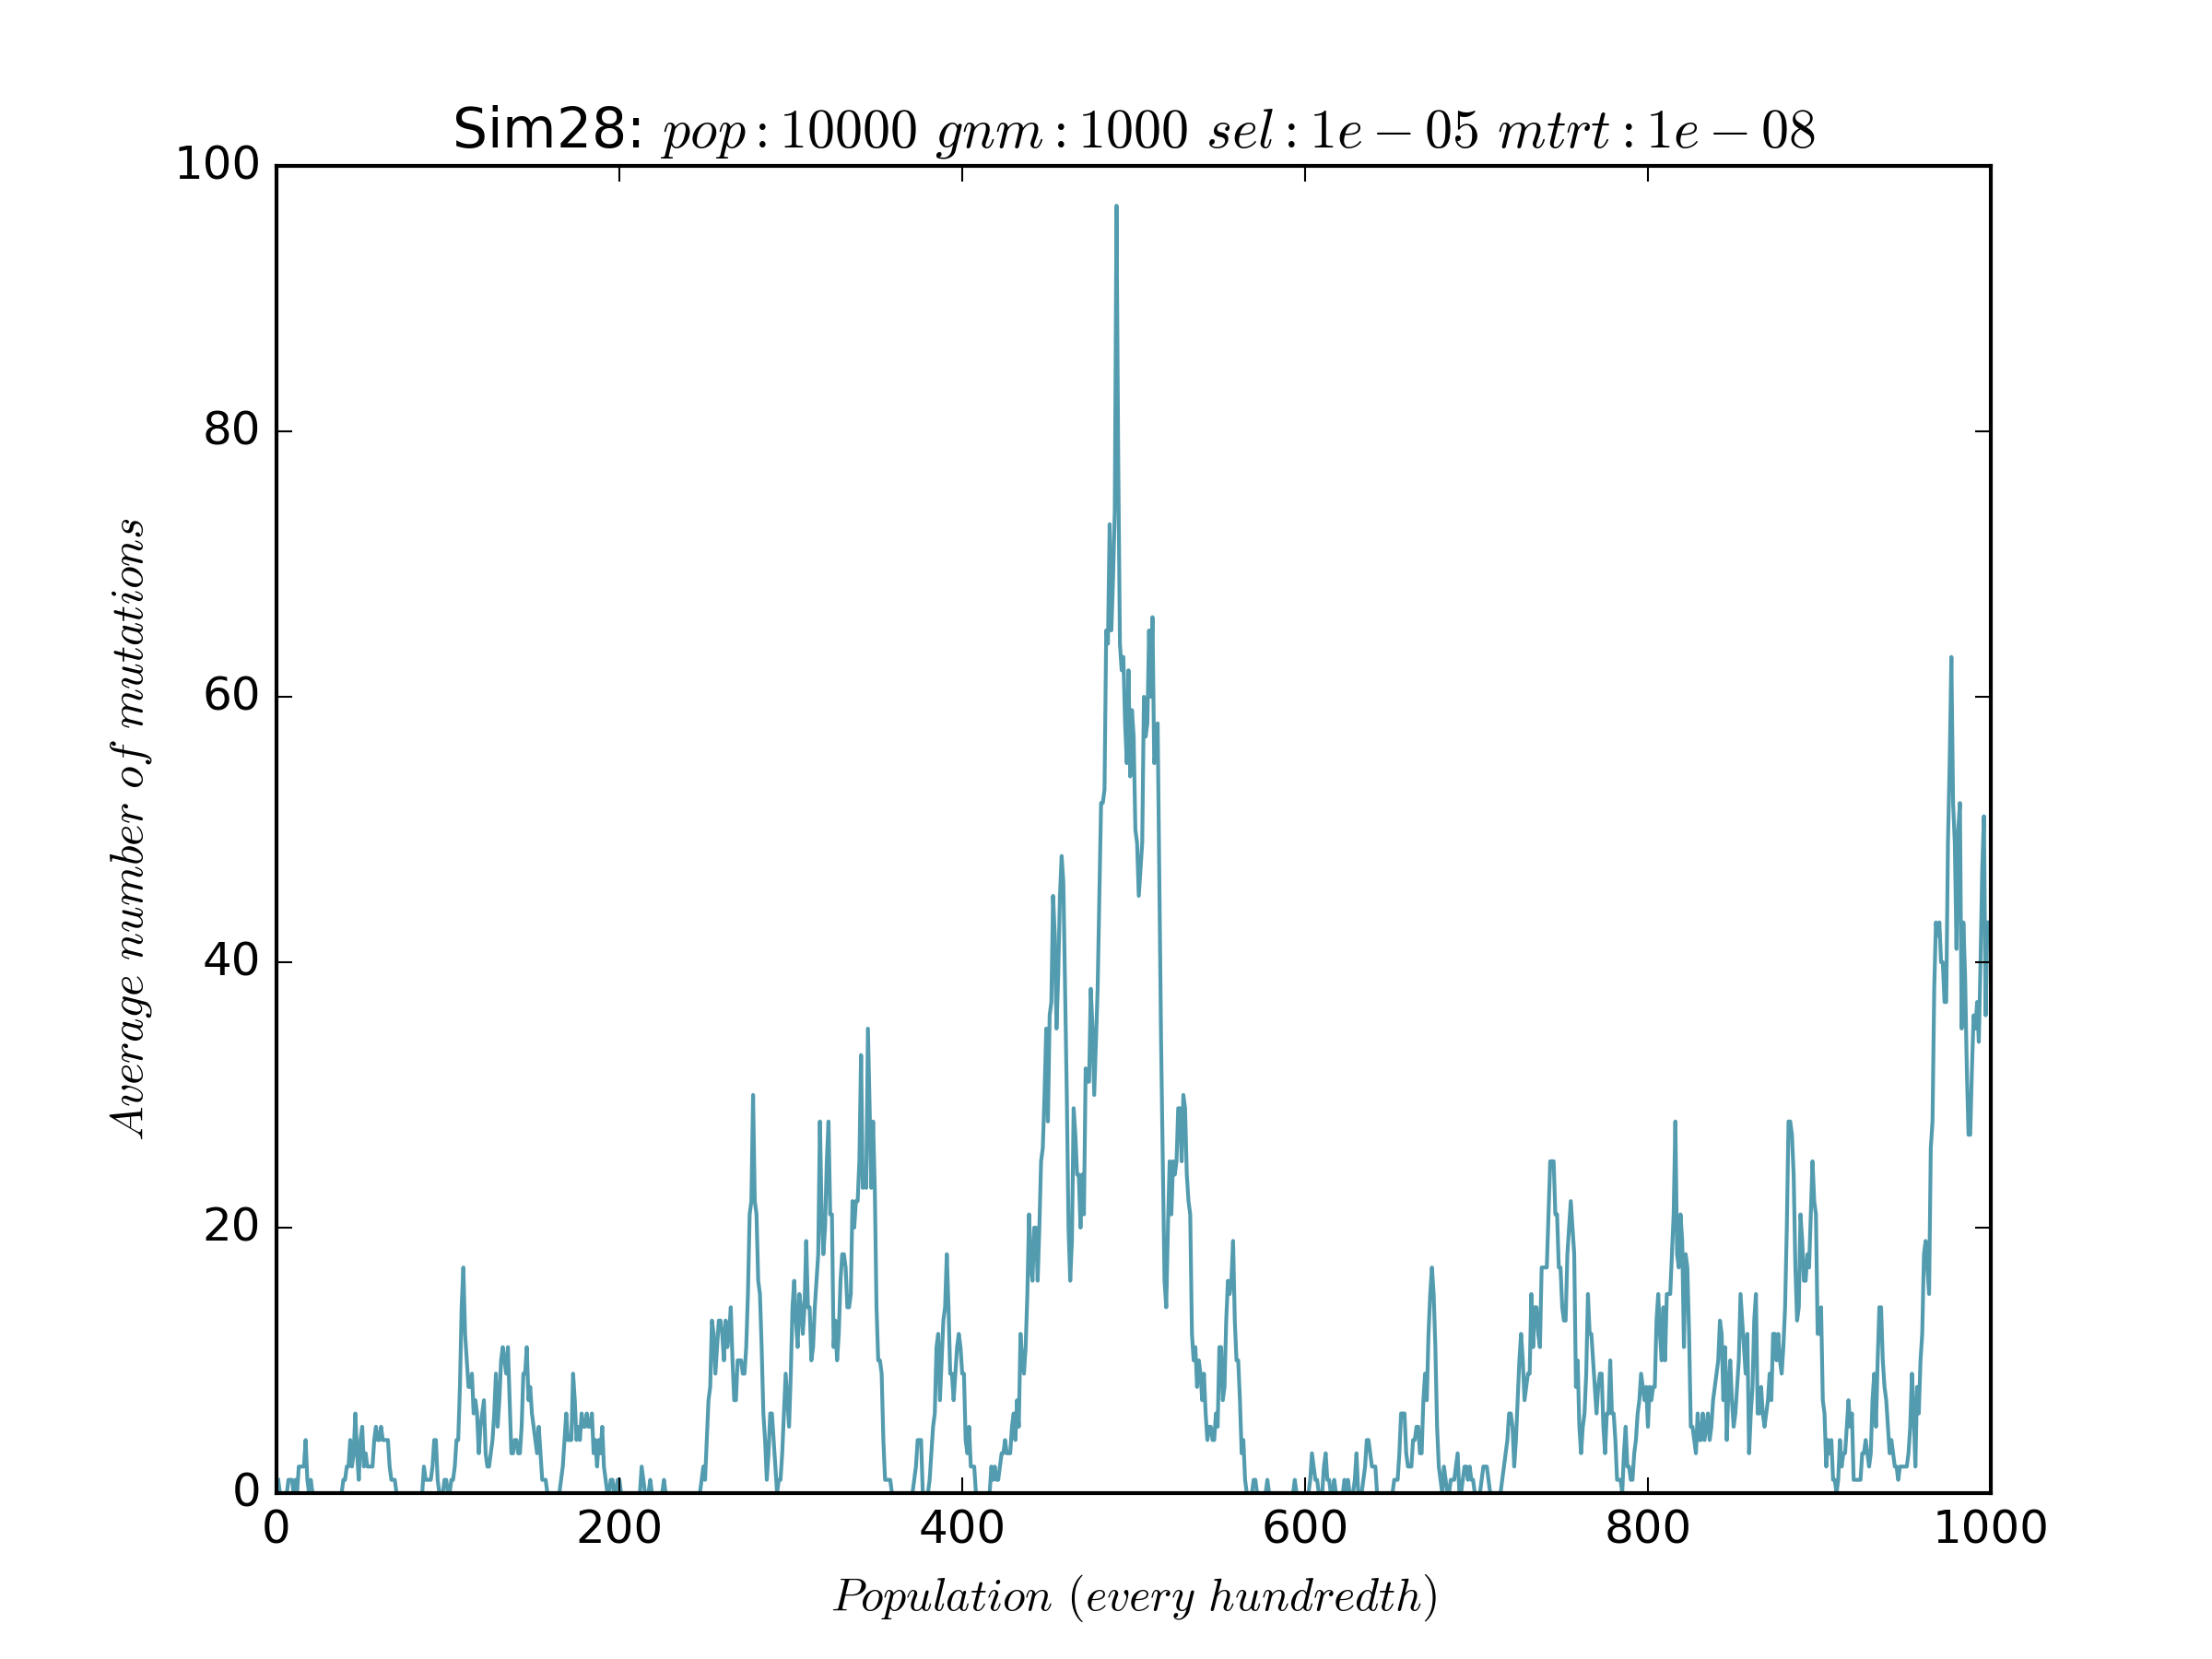 Sim28: pop : 10000 gnm : 1000 sel : 1e − 05 mtrt : 1e − 08
100
80
60
40
20
0
Average number of mutations
0 200 400 600 800 1000
Population (every hundredth)